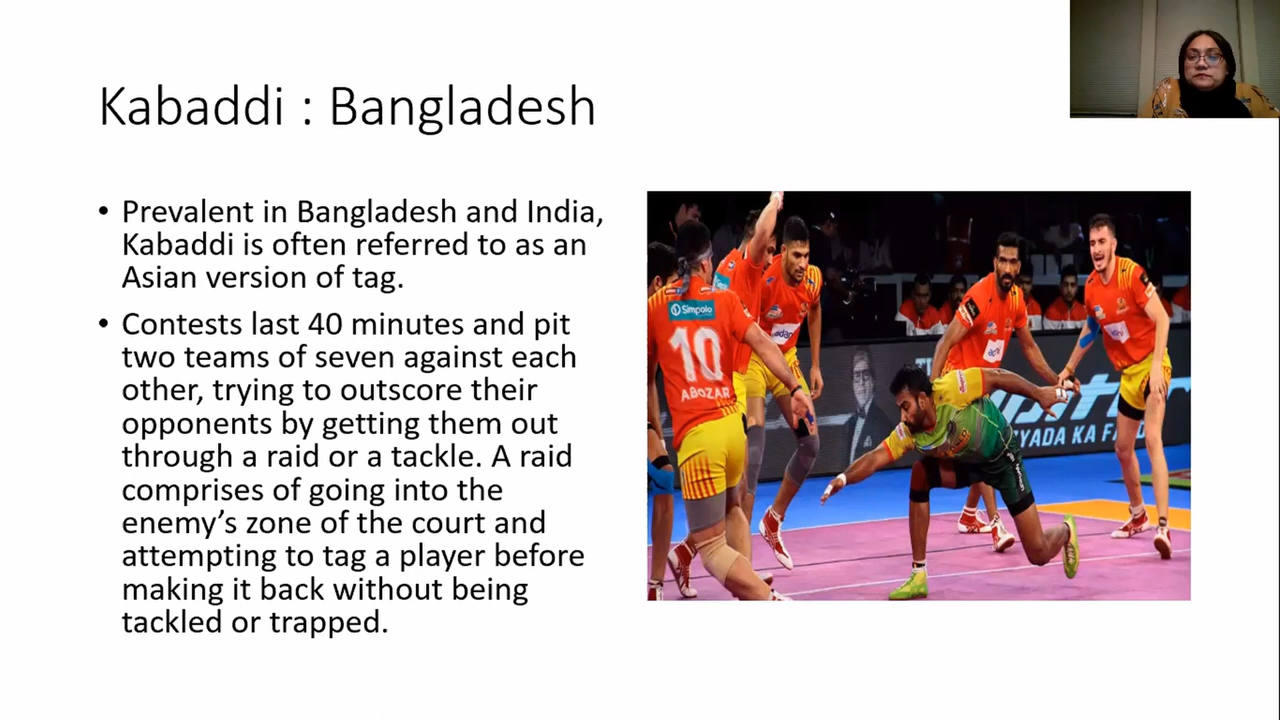 Kabaddi : Bangladesh
• Prevalent in Bangladesh and India,
Kabaddi is often referred to as an
Asian version of tag.
• Contests last 40 minutes and pit
two teams of seven against each
other, trying to outscore their
opponents by getting them out
through a raid or a tackle. A raid
comprises of going into the
enemy’s zone of the court and
attempting to tag a player before
making it back without being
tackled or trapped.
Simpolo
10
ABOZAR